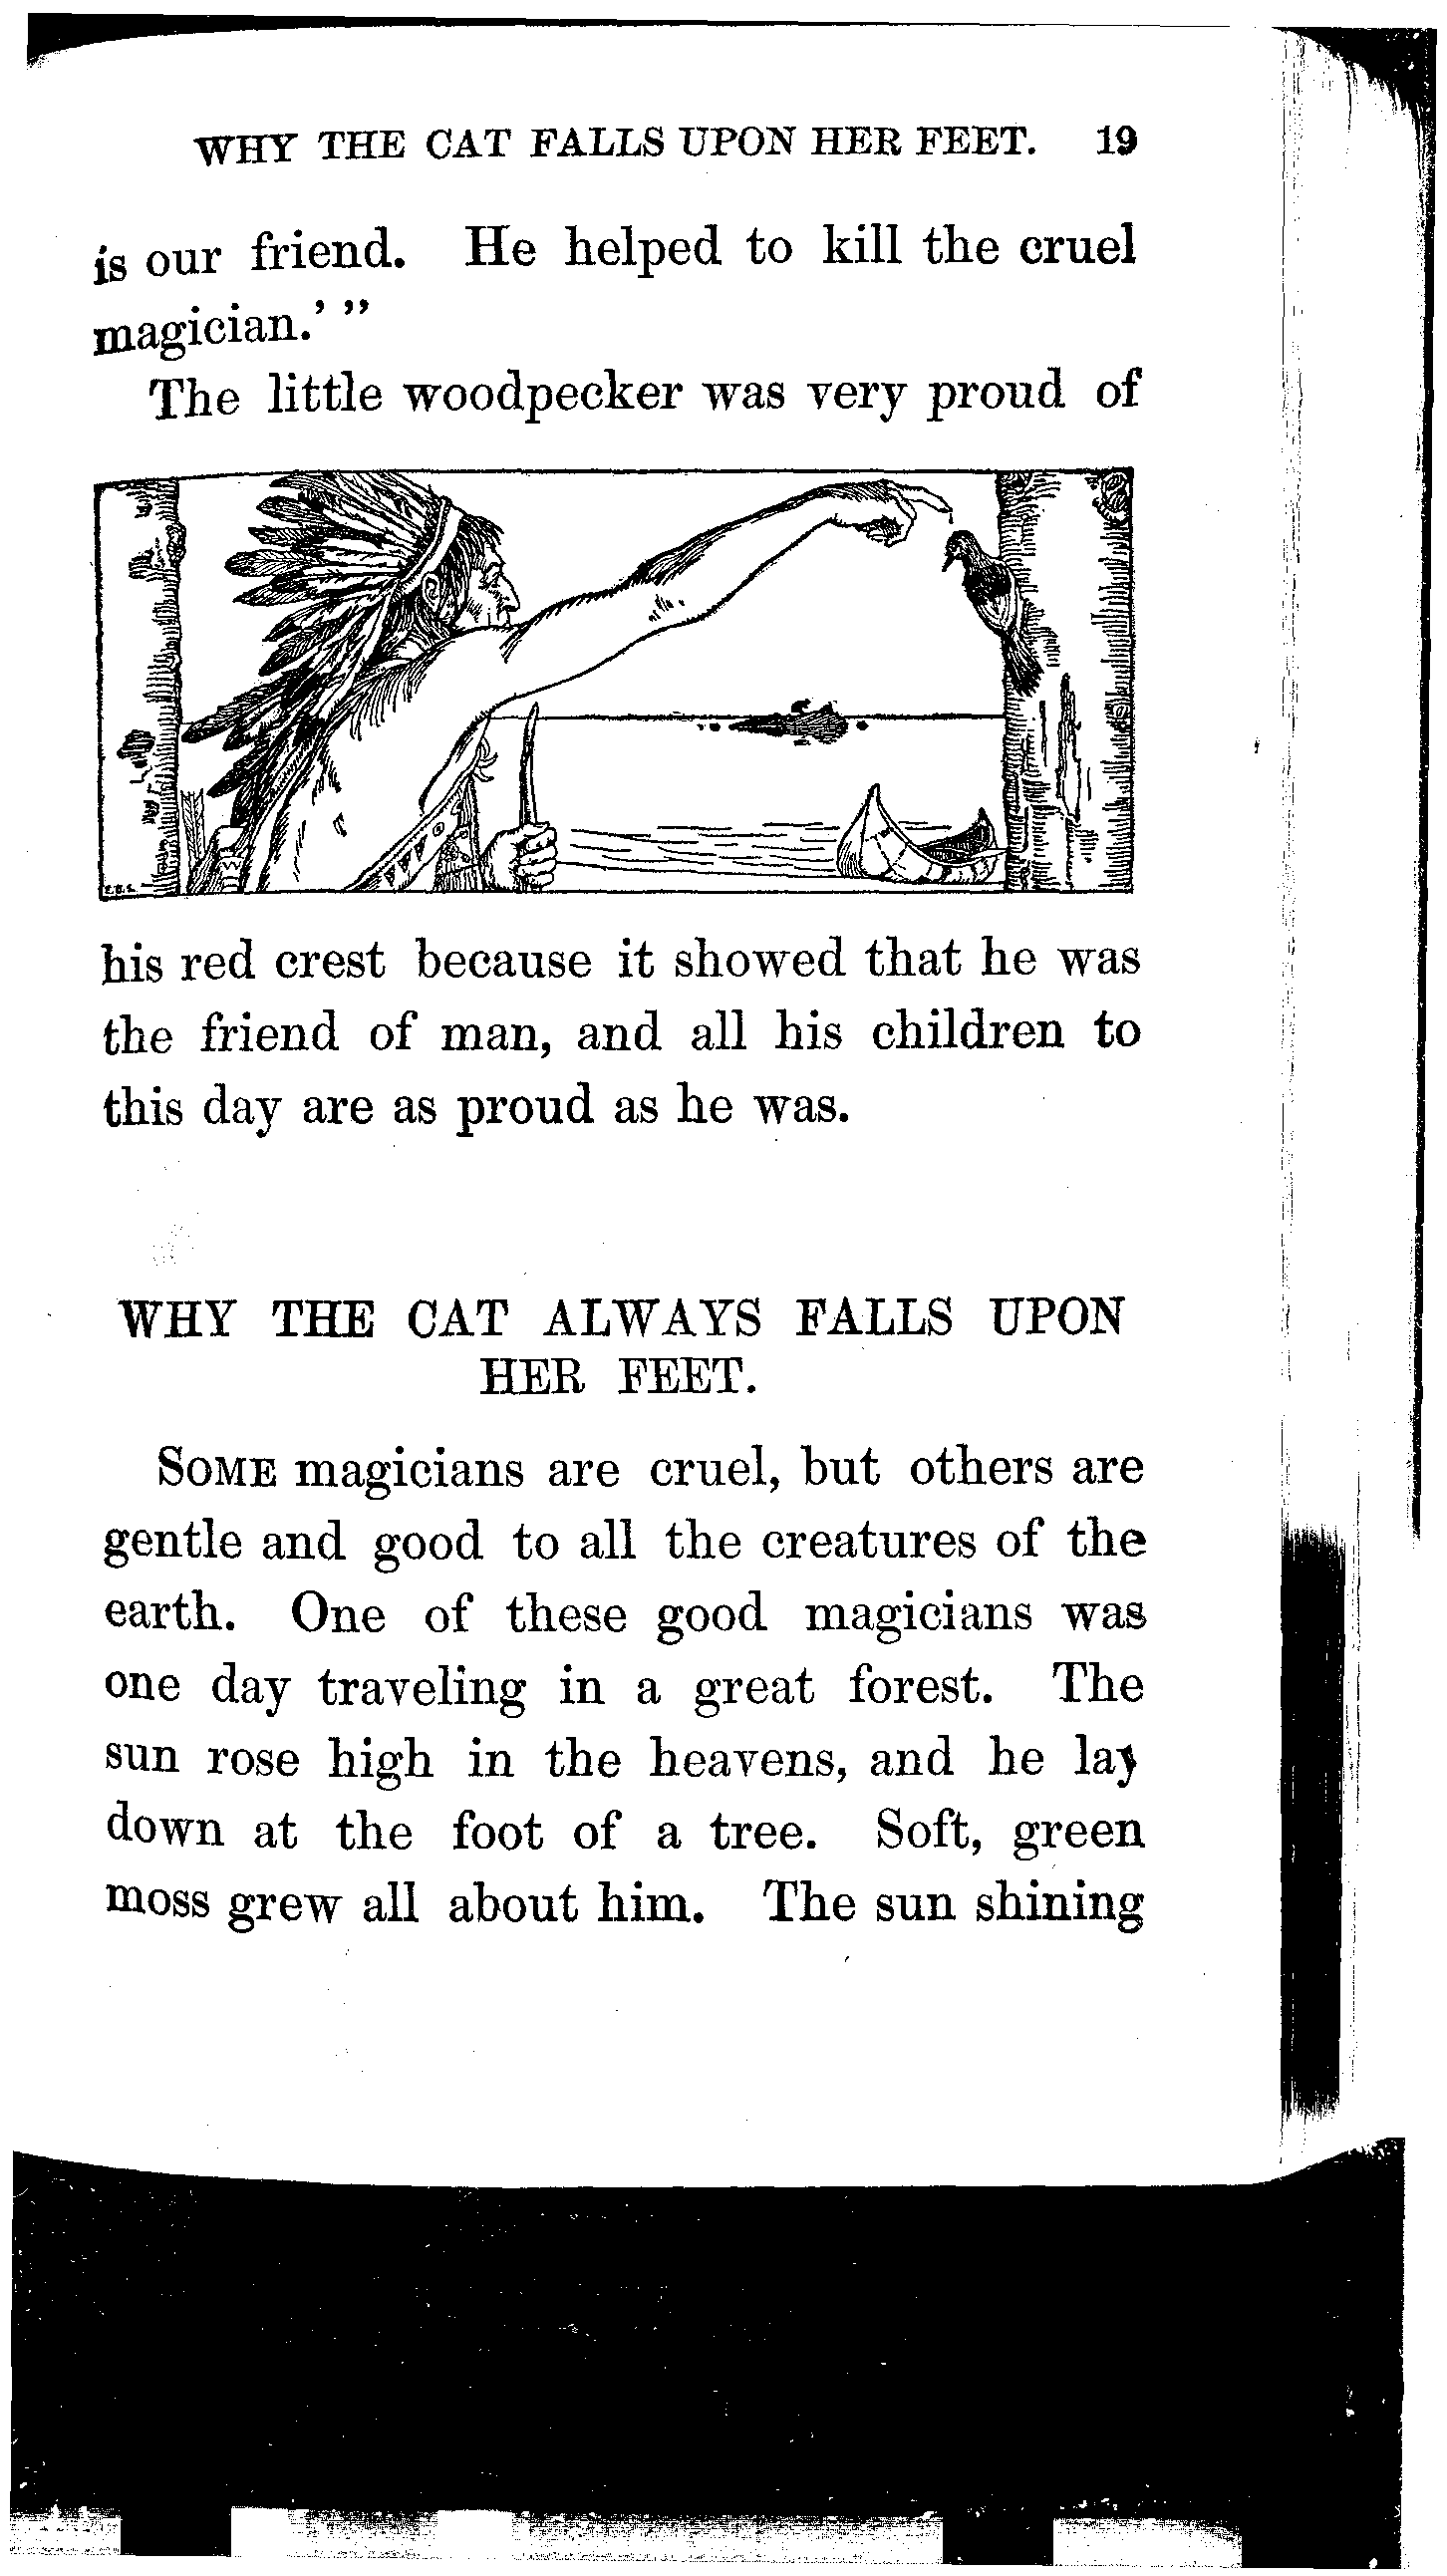 WHY THE CAT FALLS UPON HER FEET. 19
is our friend. He helped to kill the cruel
magician.' "
The little woodpecker was very proud of
his red crest because it showed that he was
the friend of man, and all his children to
this day are as proud as he was.
WHY THE CAT ALWAYS FALLS UPON
HER FEET.
SOME magicians are cruel, but others are
gentle and good to all the creatures of the
earth. One of these good magicians was
one day traveling in a great forest. The
sun rose high in the heavens, and he lay
down at the foot of a tree. Soft, green
moss grew all about him. The sun shining